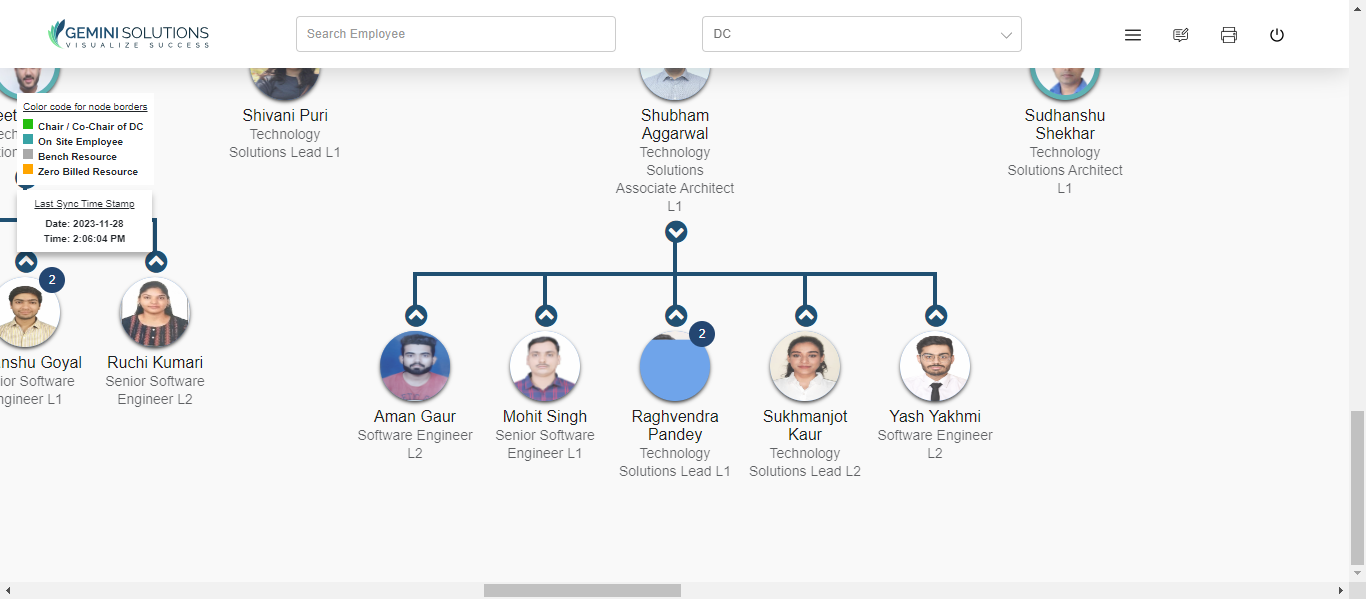 GEMINI SOLUTIONS
VISUALIZE SUCCESS
Search Employee
DC
Color code for node borders
Chair / Co-Chair of DC
On Site Employee
Bench Resource
Zero Billed Resource
Last Sync Time Stamp
Date: 2023-11-28
Time: 2:06:04 PM
Shivani Puri
Technology
Solutions Lead L1
Shubham
Aggarwal
Technology
Solutions
Associate Architect
L1
Sudhanshu
Shekhar
Technology
Solutions Architect
L1
2
nshu Goyal
ior Software
ngineer L1
Ruchi Kumari
Senior Software
Engineer L2
Aman Gaur
Software Engineer
L2
Mohit Singh
Senior Software
Engineer L1
2
Raghvendra
Pandey
Technology
Solutions Lead L1
Sukhmanjot
Kaur
Technology
Solutions Lead L2
Yash Yakhmi
Software Engineer
L2